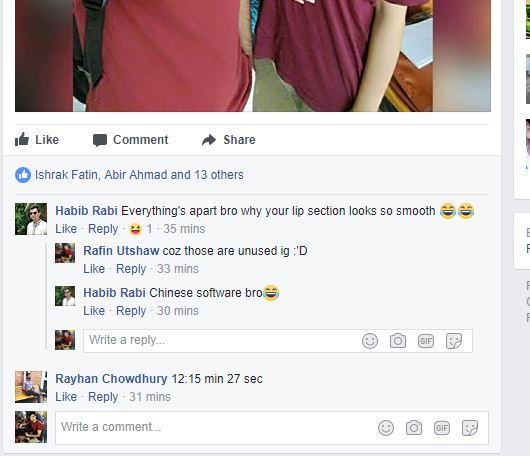 Like Comment Share
Ishrak Fatin, Abir Ahmad and 13 others
Habib Rabi Everything's apart bro why your lip section looks so smooth 😂😂
Like · Reply · 😆 1 · 35 mins
Rafin Utshaw coz those are unused ig :'D
Like · Reply · 33 mins
Habib Rabi Chinese software bro😂
Like · Reply · 30 mins
Write a reply...
GIF
Rayhan Chowdhury 12:15 min 27 sec
Like · Reply · 31 mins
Write a comment...
GIF